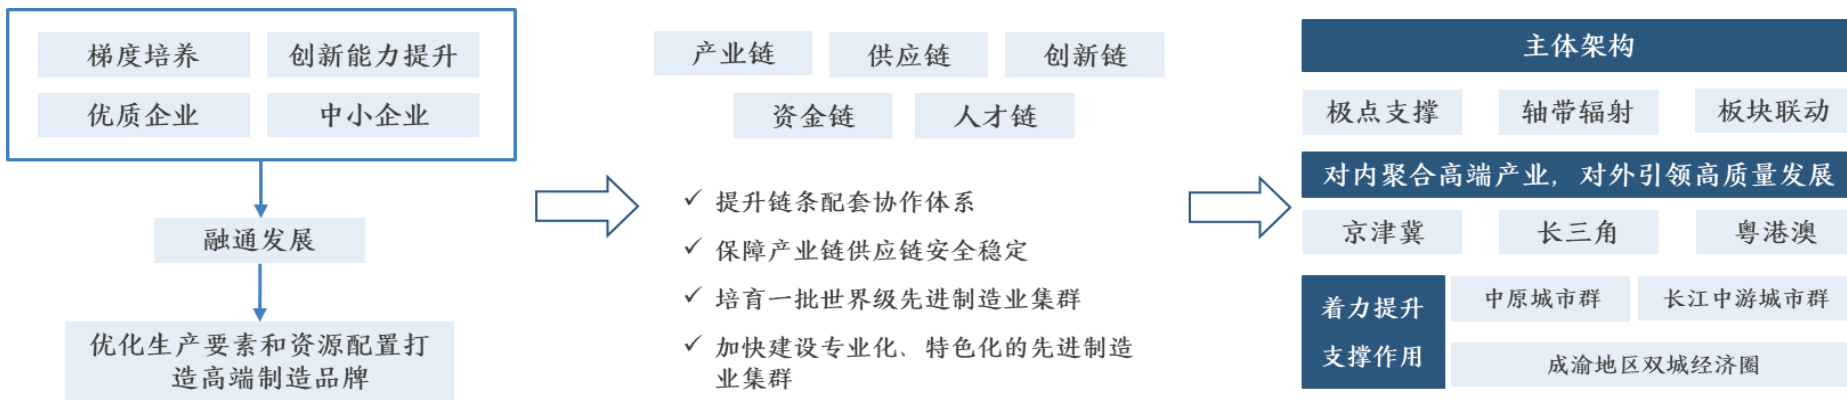 梯度培养
创新能力提升
优质企业
中小企业
融通发展
优化生产要素和资源配置打
造高端制造品牌
产业链
供应链
创新链
资金链
人才链
✓ 提升链条配套协作体系
✓ 保障产业链供应链安全稳定
✓ 培育一批世界级先进制造业集群
✓ 加快建设专业化、特色化的先进制造
业集群
主体架构
极点支撑
轴带辐射
板块联动
对内聚合高端产业，对外引领高质量发展
京津冀
长三角
粤港澳
着力提升
支撑作用
中原城市群
长江中游城市群
成渝地区双城经济圈